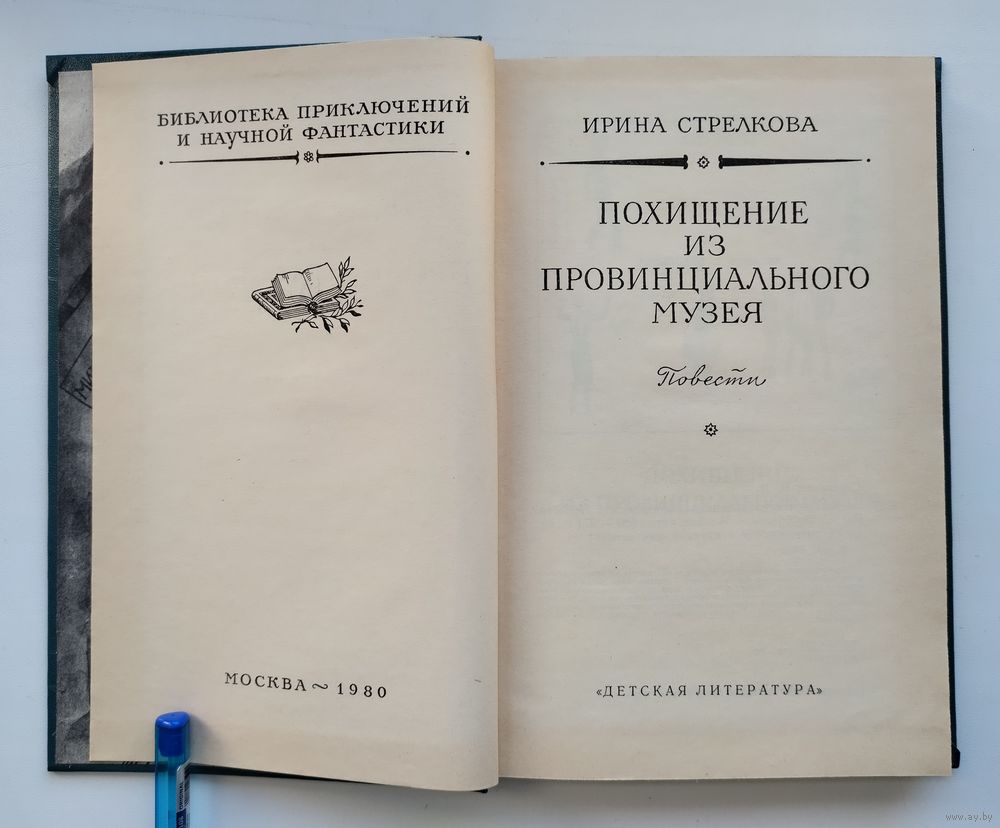 БИБЛИОТЕКА ПРИКЛЮЧЕНИЙ
И НАУЧНОЙ ФАНТАСТИКИ
МОСКВА ~ 1980
ИРИНА СТРЕЛКОВА
ПОХИЩЕНИЕ
ИЗ
ПРОВИНЦИАЛЬНОГО
МУЗЕЯ
Повести
«ДЕТСКАЯ ЛИТЕРАТУРА»
www.ay.by